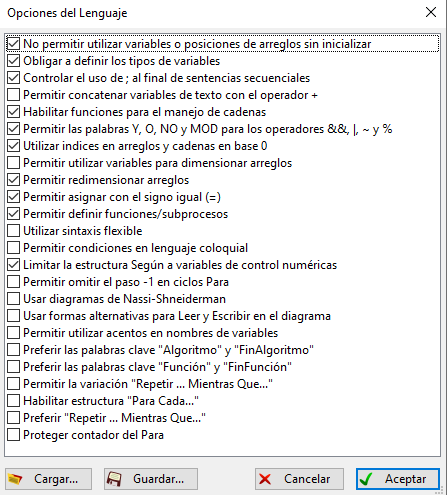 Opciones del Lenguaje
No permitir utilizar variables o posiciones de arreglos sin inicializar
Obligar a definir los tipos de variables
Controlar el uso de ; al final de sentencias secuenciales
Permitir concatenar variables de texto con el operador +
Habilitar funciones para el manejo de cadenas
Permitir las palabras Y, O, NO y MOD para los operadores &&, |, ~ y %
Utilizar indices en arreglos y cadenas en base 0
Permitir utilizar variables para dimensionar arreglos
Permitir redimensionar arreglos
Permitir asignar con el signo igual (=)
Permitir definir funciones/subprocesos
Utilizar sintaxis flexible
Permitir condiciones en lenguaje coloquial
Limitar la estructura Según a variables de control numéricas
Permitir omitir el paso -1 en ciclos Para
Usar diagramas de Nassi-Shneiderman
Usar formas alternativas para Leer y Escribir en el diagrama
Permitir utilizar acentos en nombres de variables
Preferir las palabras clave "Algoritmo" y "FinAlgoritmo"
Preferir las palabras clave "Función" y "FinFunción"
Permitir la variación "Repetir ... Mientras Que..."
Habilitar estructura "Para Cada..."
Preferir "Repetir ... Mientras Que..."
Proteger contador del Para
Cargar... Guardar... Cancelar Aceptar